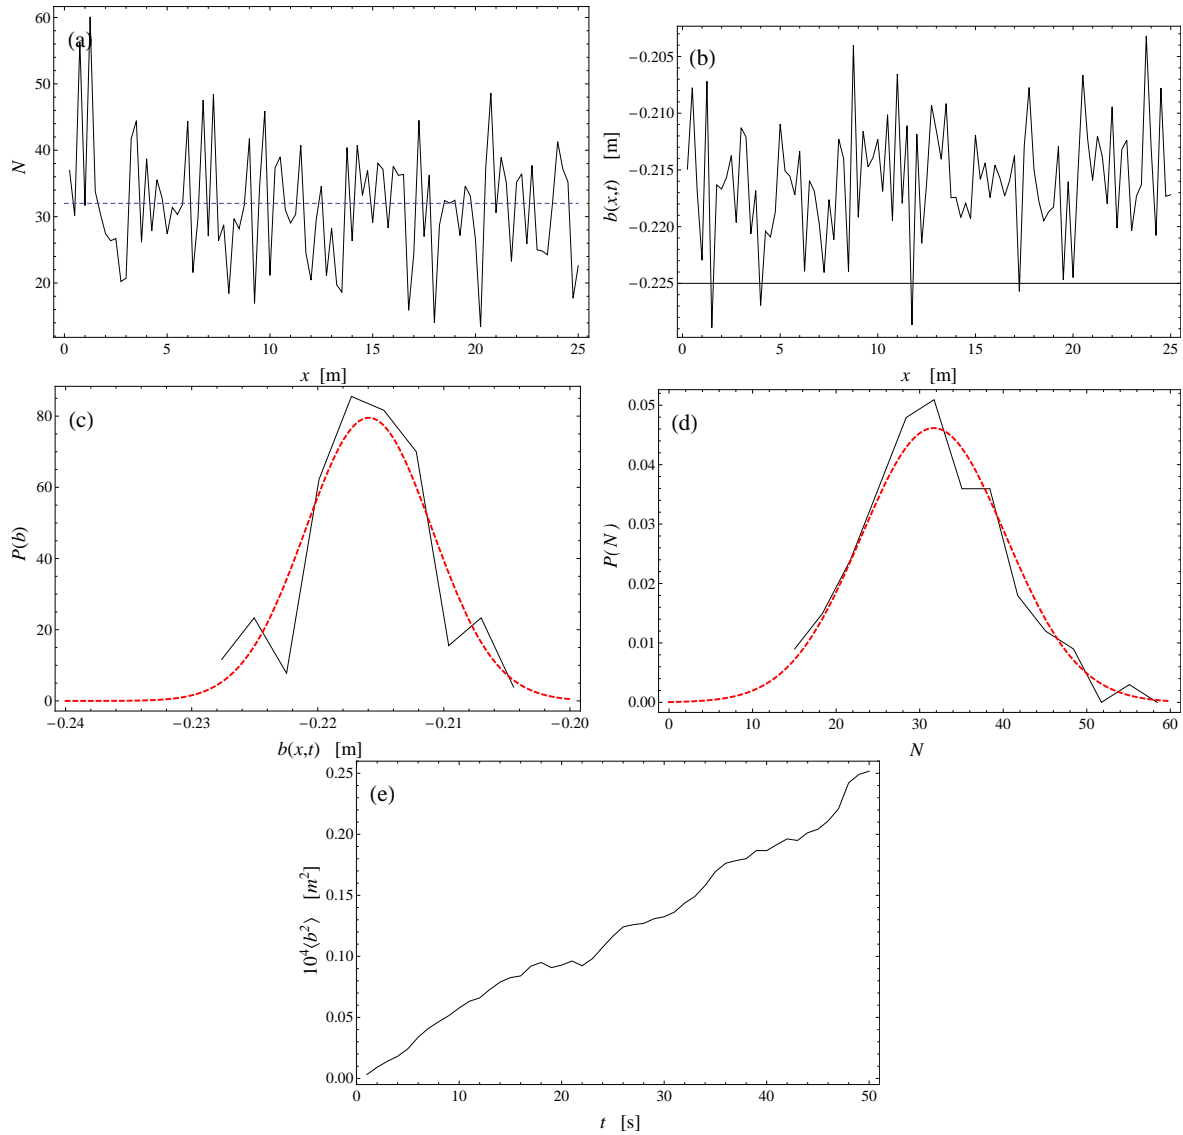 (a)
N
60
50
40
30
20
0 5 10 15 20 25
x [m]
(b)
b(x,t) [m]
−0.205
−0.210
−0.215
−0.220
−0.225
0 5 10 15 20 25
x [m]
(c)
P(b)
80
60
40
20
0
−0.24 −0.23 −0.22 −0.21 −0.20
b(x,t) [m]
(d)
P(N)
0.05
0.04
0.03
0.02
0.01
0.00
0 10 20 30 40 50 60
N
(e)
10⁴⟨b²⟩ [m²]
0.25
0.20
0.15
0.10
0.05
0.00
0 10 20 30 40 50
t [s]